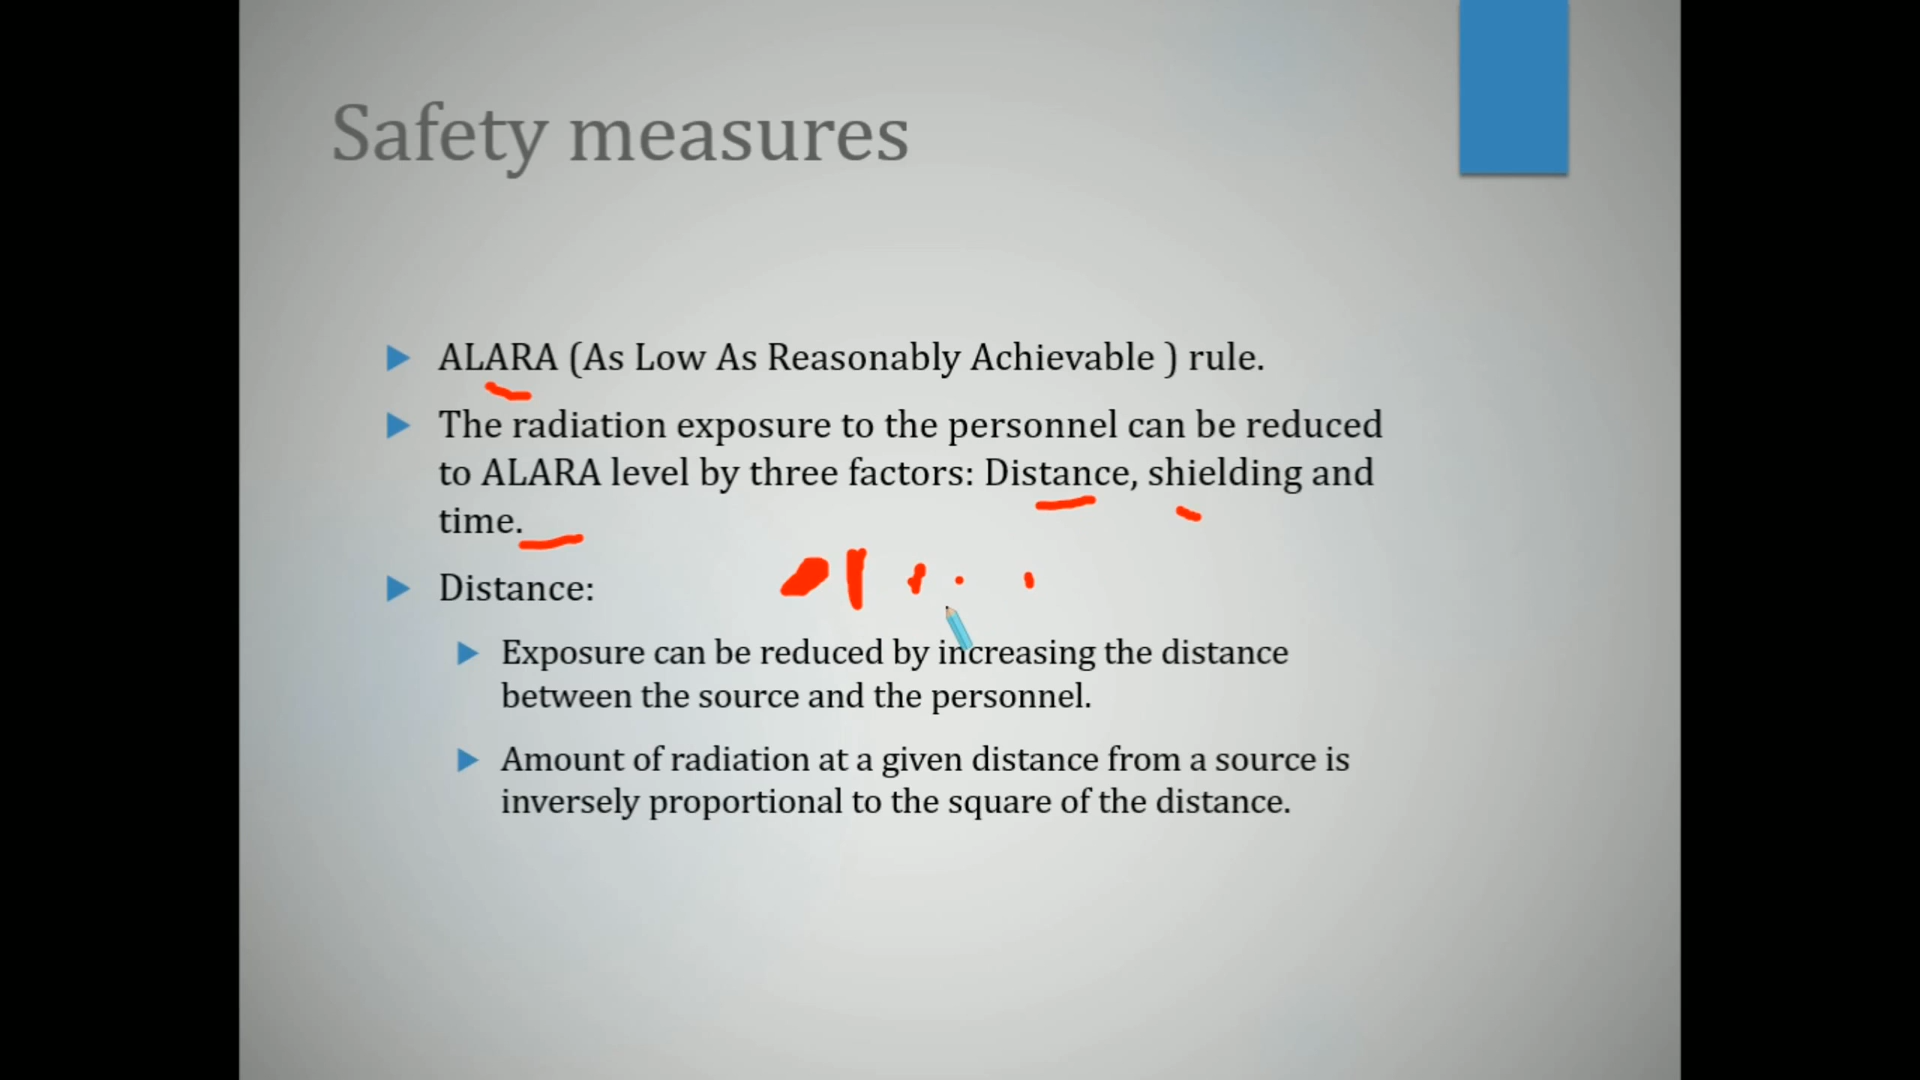 Safety measures
ALARA (As Low As Reasonably Achievable ) rule.
The radiation exposure to the personnel can be reduced
to ALARA level by three factors: Distance, shielding and
time.
Distance:
Exposure can be reduced by increasing the distance
between the source and the personnel.
Amount of radiation at a given distance from a source is
inversely proportional to the square of the distance.